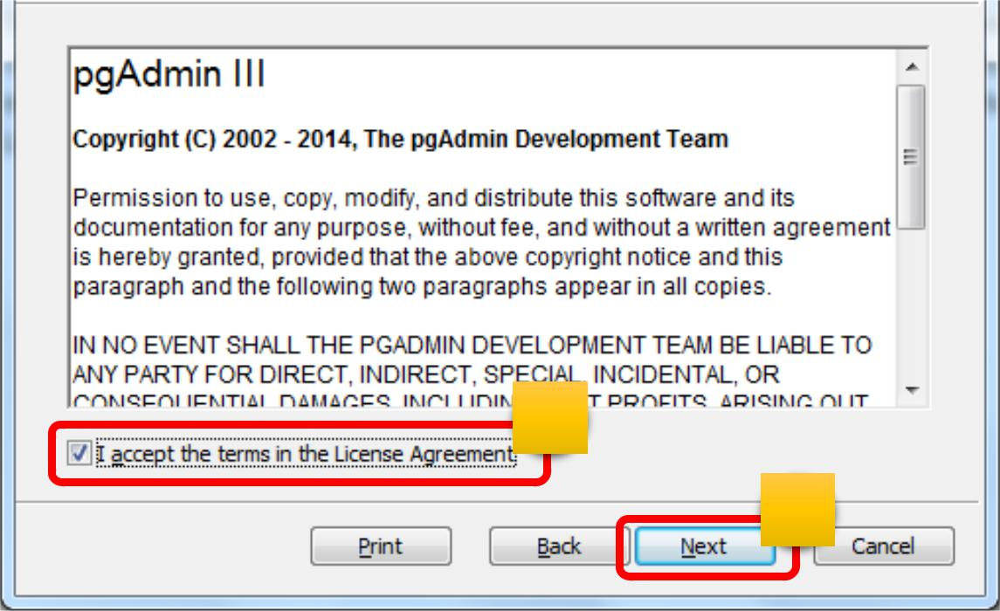 pgAdmin III
Copyright (C) 2002 - 2014, The pgAdmin Development Team
Permission to use, copy, modify, and distribute this software and its
documentation for any purpose, without fee, and without a written agreement
is hereby granted, provided that the above copyright notice and this
paragraph and the following two paragraphs appear in all copies.
IN NO EVENT SHALL THE PGADMIN DEVELOPMENT TEAM BE LIABLE TO
ANY PARTY FOR DIRECT, INDIRECT, SPECIAL, INCIDENTAL, OR
CONSEQUENTIAL DAMAGES, PROFITS, ARISING OUT
I accept the terms in the License Agreement
Print Back Next Cancel